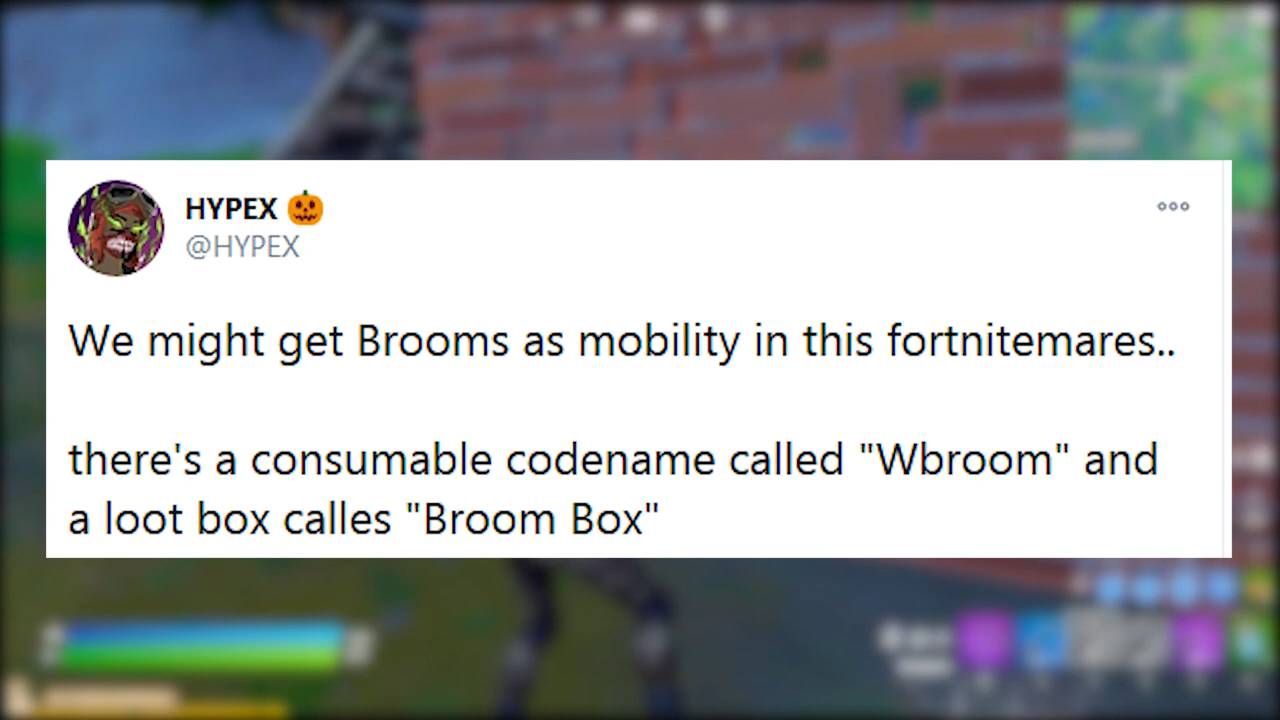 HYPEX 🎃
@HYPEX
We might get Brooms as mobility in this fortnitemares..
there's a consumable codename called "Wbroom" and
a loot box calles "Broom Box"